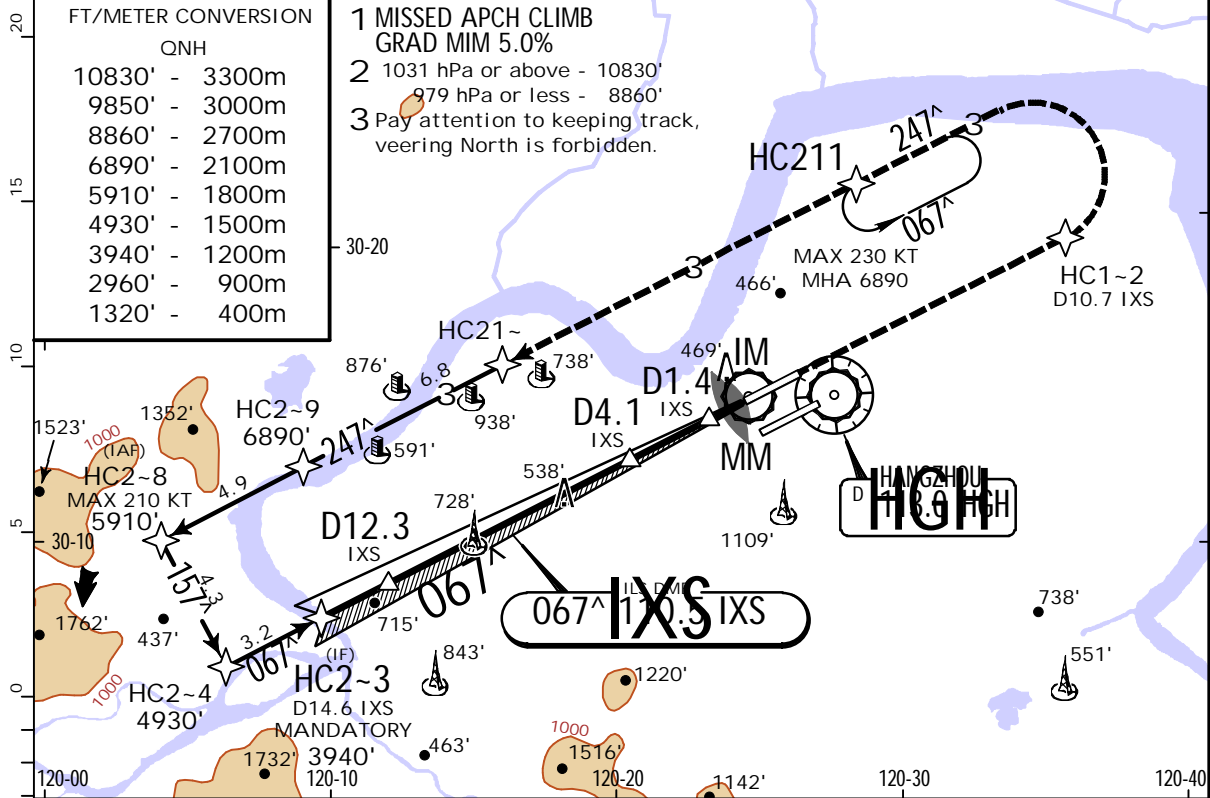 FT/METER CONVERSION
QNH
10830' - 3300m
9850' - 3000m
8860' - 2700m
6890' - 2100m
5910' - 1800m
4930' - 1500m
3940' - 1200m
2960' - 900m
1320' - 400m
1 MISSED APCH CLIMB
GRAD MIM 5.0%
2 1031 hPa or above - 10830'
979 hPa or less - 8860'
3 Pay attention to keeping track,
veering North is forbidden.
20
15
10
5
0
30-20
30-10
247^
3
HC211
067^
MAX 230 KT
MHA 6890
466'
HC1~2
D10.7 IXS
3
HC21~
738'
876'
6.8
3
938'
469'
IM
D1.4
IXS
MM
D4.1
IXS
538'
728'
HC2~9
6890'
247^
591'
1352'
1523'
1000
(IAF)
HC2~8
MAX 210 KT
5910'
4.9
D12.3
IXS
067^
ILS DME
067^ 110.5 IXS
IXS
D
HANGZHOU
113.0 HGH
HGH
1109'
157^
4.3
1762'
437'
1000
3.2
067^
715'
HC2~4
4930'
(IF)
HC2~3
D14.6 IXS
MANDATORY
3940'
843'
463'
1732'
1220'
1000
1516'
1142'
738'
551'
120-00
120-10
120-20
120-30
120-40